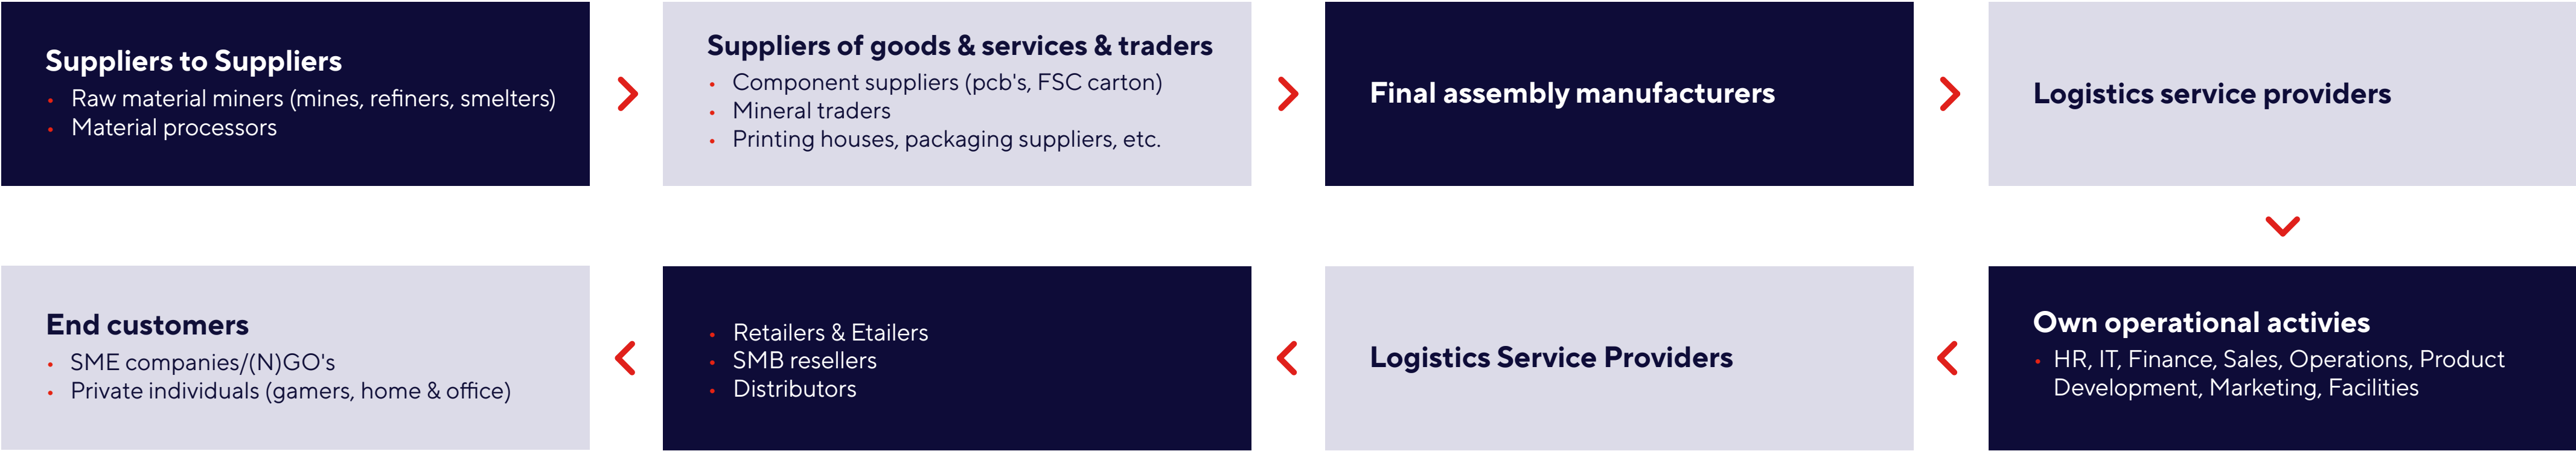 Suppliers to Suppliers
• Raw material miners (mines, refiners, smelters)
• Material processors
Suppliers of goods & services & traders
• Component suppliers (pcb's, FSC carton)
• Mineral traders
• Printing houses, packaging suppliers, etc.
Final assembly manufacturers
Logistics service providers
Own operational activies
• HR, IT, Finance, Sales, Operations, Product
Development, Marketing, Facilities
Logistics Service Providers
• Retailers & Etailers
• SMB resellers
• Distributors
End customers
• SME companies/(N)GO's
• Private individuals (gamers, home & office)